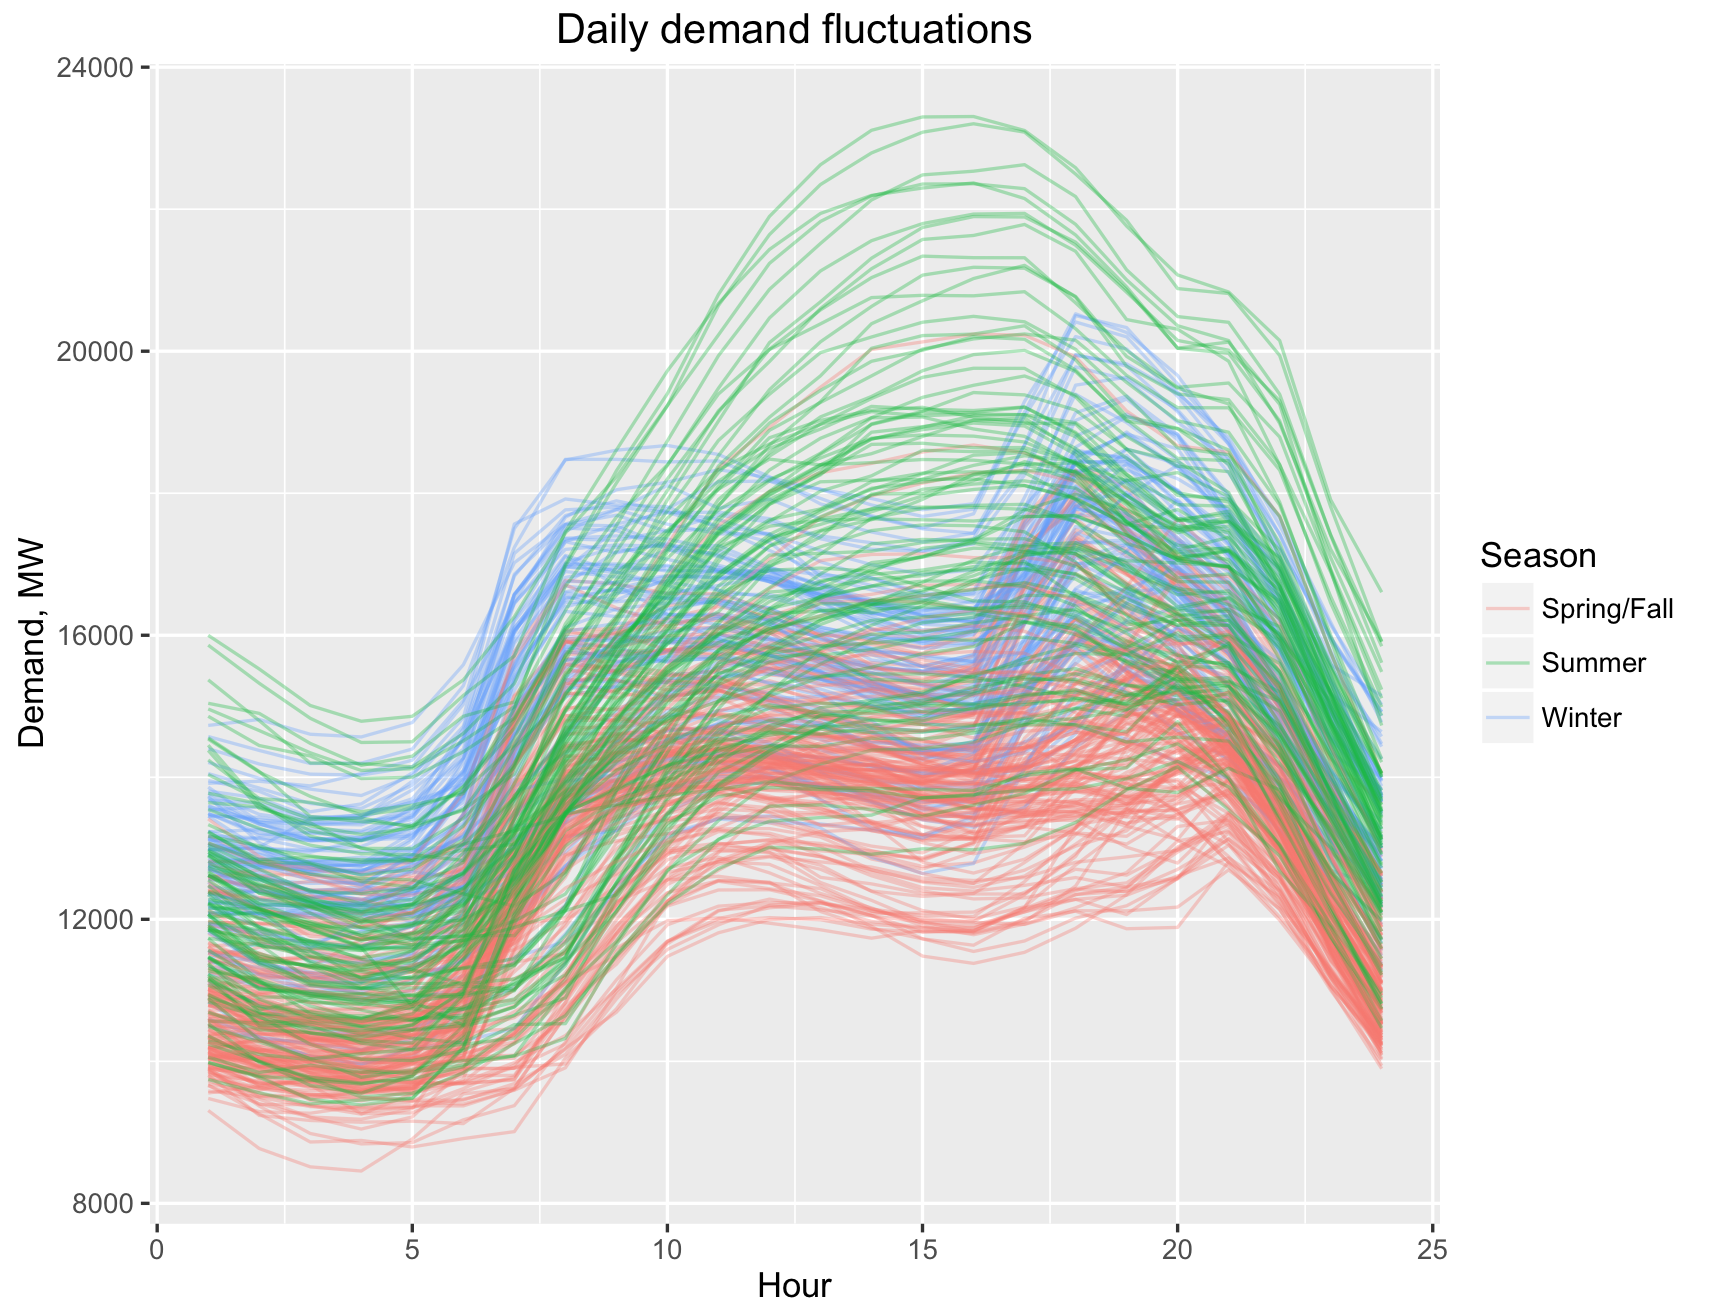 Daily demand fluctuations
24000
20000
16000
12000
8000
Demand, MW
0 5 10 15 20 25
Hour
Season
Spring/Fall
Summer
Winter